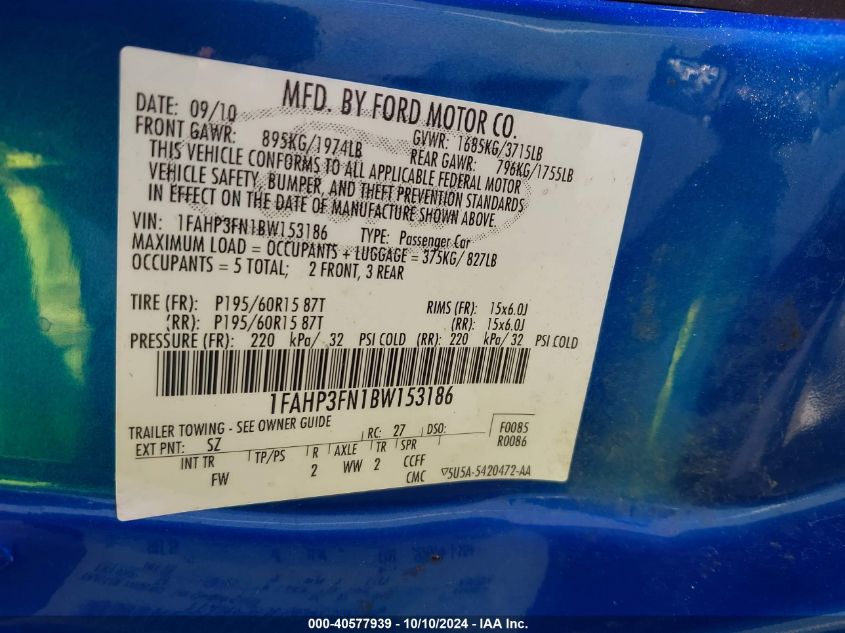 MFD. BY FORD MOTOR CO.
DATE: 09/10 GVWR: 1685KG/3715LB
FRONT GAWR: 895KG/1974LB REAR GAWR: 796KG/1755LB
THIS VEHICLE CONFORMS TO ALL APPLICABLE FEDERAL MOTOR
VEHICLE SAFETY, BUMPER, AND THEFT PREVENTION STANDARDS
IN EFFECT ON THE DATE OF MANUFACTURE SHOWN ABOVE.
VIN: 1FAHP3FN1BW153186 TYPE: Passenger Car
MAXIMUM LOAD = OCCUPANTS + LUGGAGE = 375KG/ 827LB
OCCUPANTS = 5 TOTAL; 2 FRONT, 3 REAR
TIRE (FR): P195/60R15 87T RIMS (FR): 15x6.0J
(RR): P195/60R15 87T (RR): 15x6.0J
PRESSURE (FR): 220 kPa/ 32 PSI COLD (RR): 220 kPa/ 32 PSI COLD
1FAHP3FN1BW153186
TRAILER TOWING - SEE OWNER GUIDE
EXT PNT: SZ RC: 27 DSO: F0085
R0086
INT TR TP/PS R AXLE TR SPR
FW 2 WW 2 CCFF
CMC 5U5A-5420472-AA
000-40577939 - 10/10/2024 - IAA Inc.